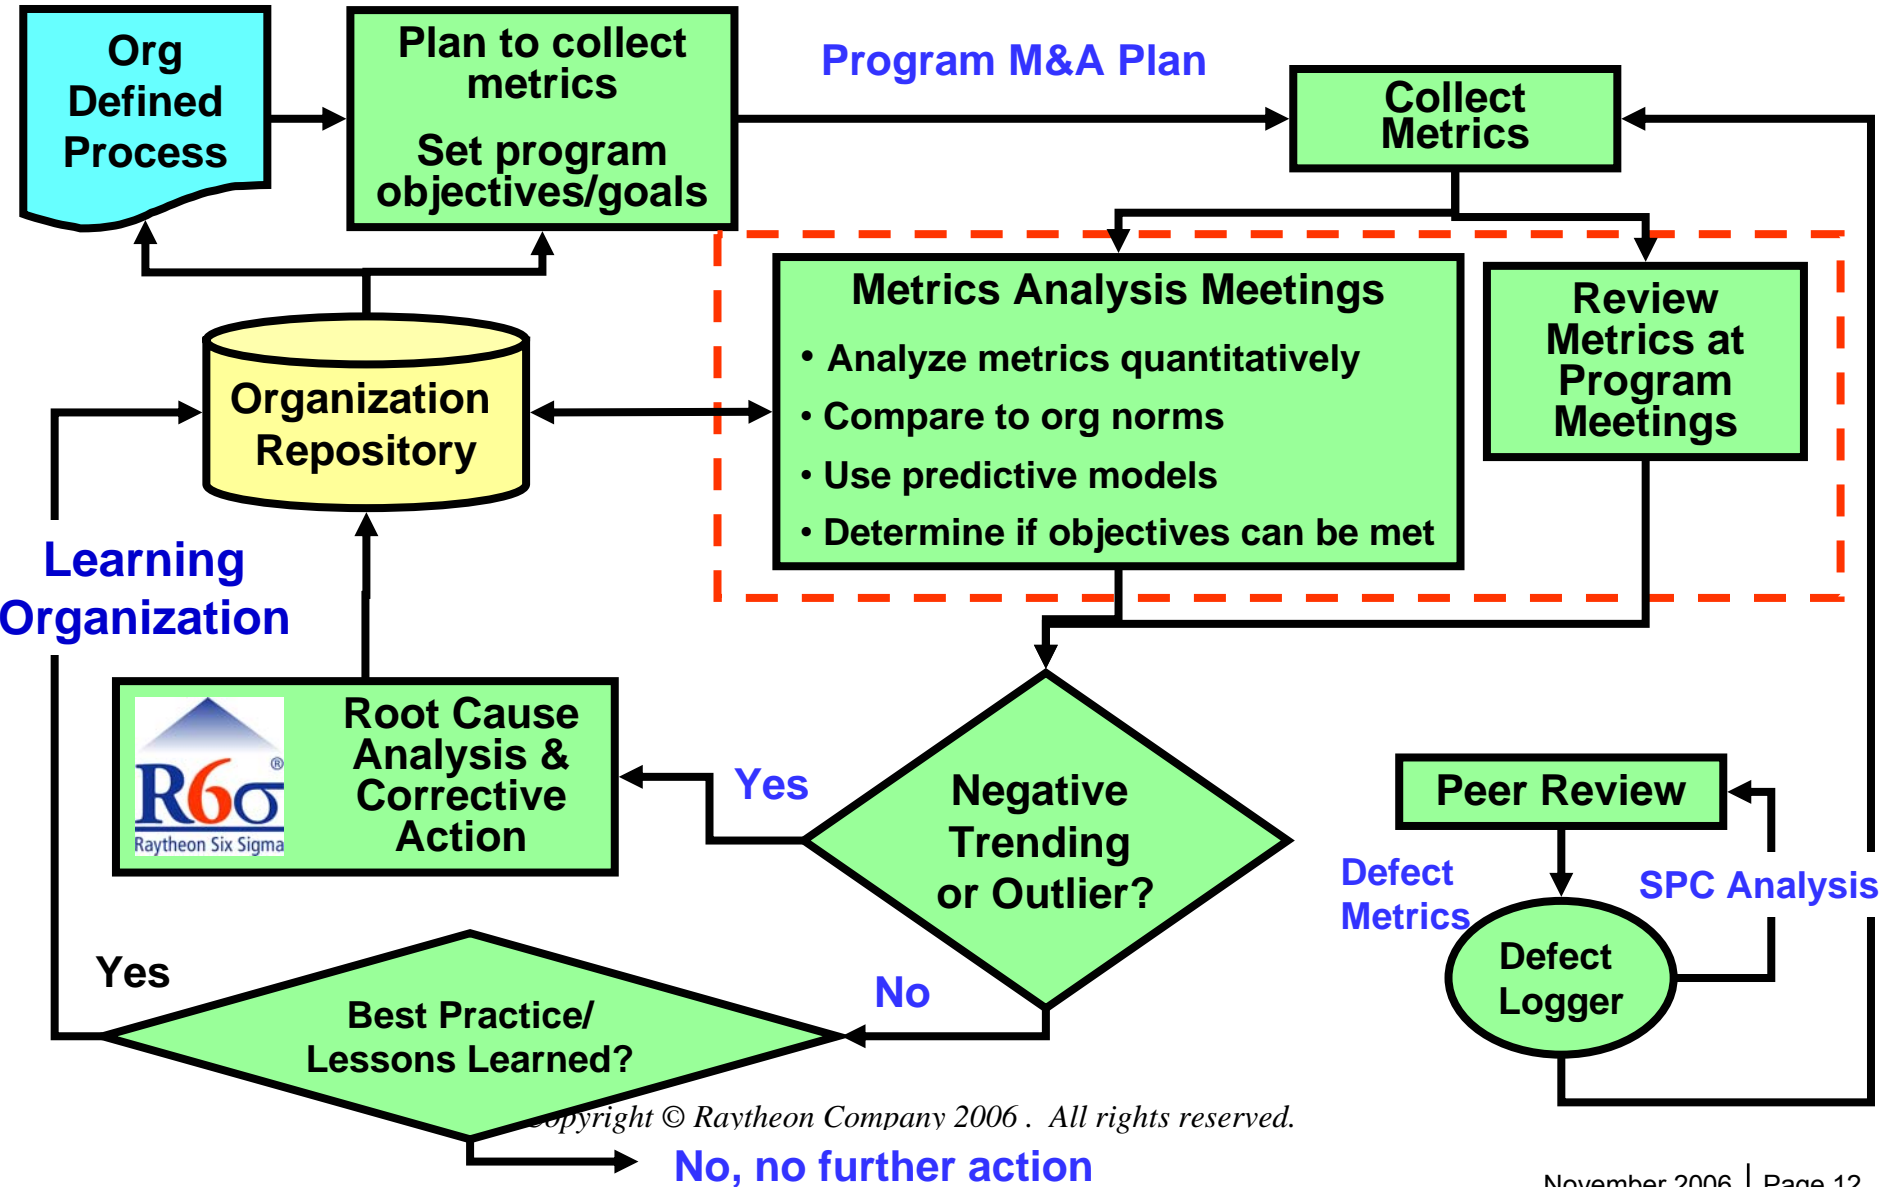 Org
Defined
Process
Plan to collect
metrics
Set program
objectives/goals
Program M&A Plan
Collect
Metrics
Metrics Analysis Meetings
• Analyze metrics quantitatively
• Compare to org norms
• Use predictive models
• Determine if objectives can be met
Review
Metrics at
Program
Meetings
Organization
Repository
Learning
Organization
R6σ®
Raytheon Six Sigma
Root Cause
Analysis &
Corrective
Action
Yes
Negative
Trending
or Outlier?
Peer Review
Defect
Metrics
SPC Analysis
Defect
Logger
Yes
No
Best Practice/
Lessons Learned?
Copyright © Raytheon Company 2006 . All rights reserved.
No, no further action
November 2006 | Page 12